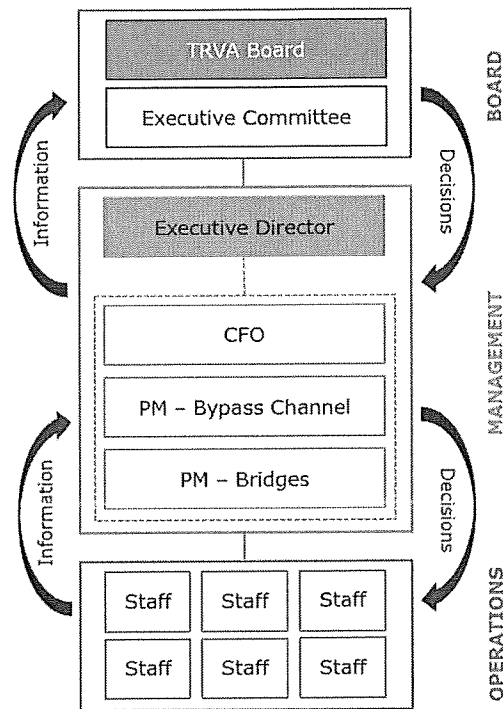 TRVA Board
Executive Committee
BOARD
Information
Decisions
Executive Director
CFO
PM – Bypass Channel
PM – Bridges
MANAGEMENT
Information
Decisions
Staff Staff Staff
Staff Staff Staff
OPERATIONS